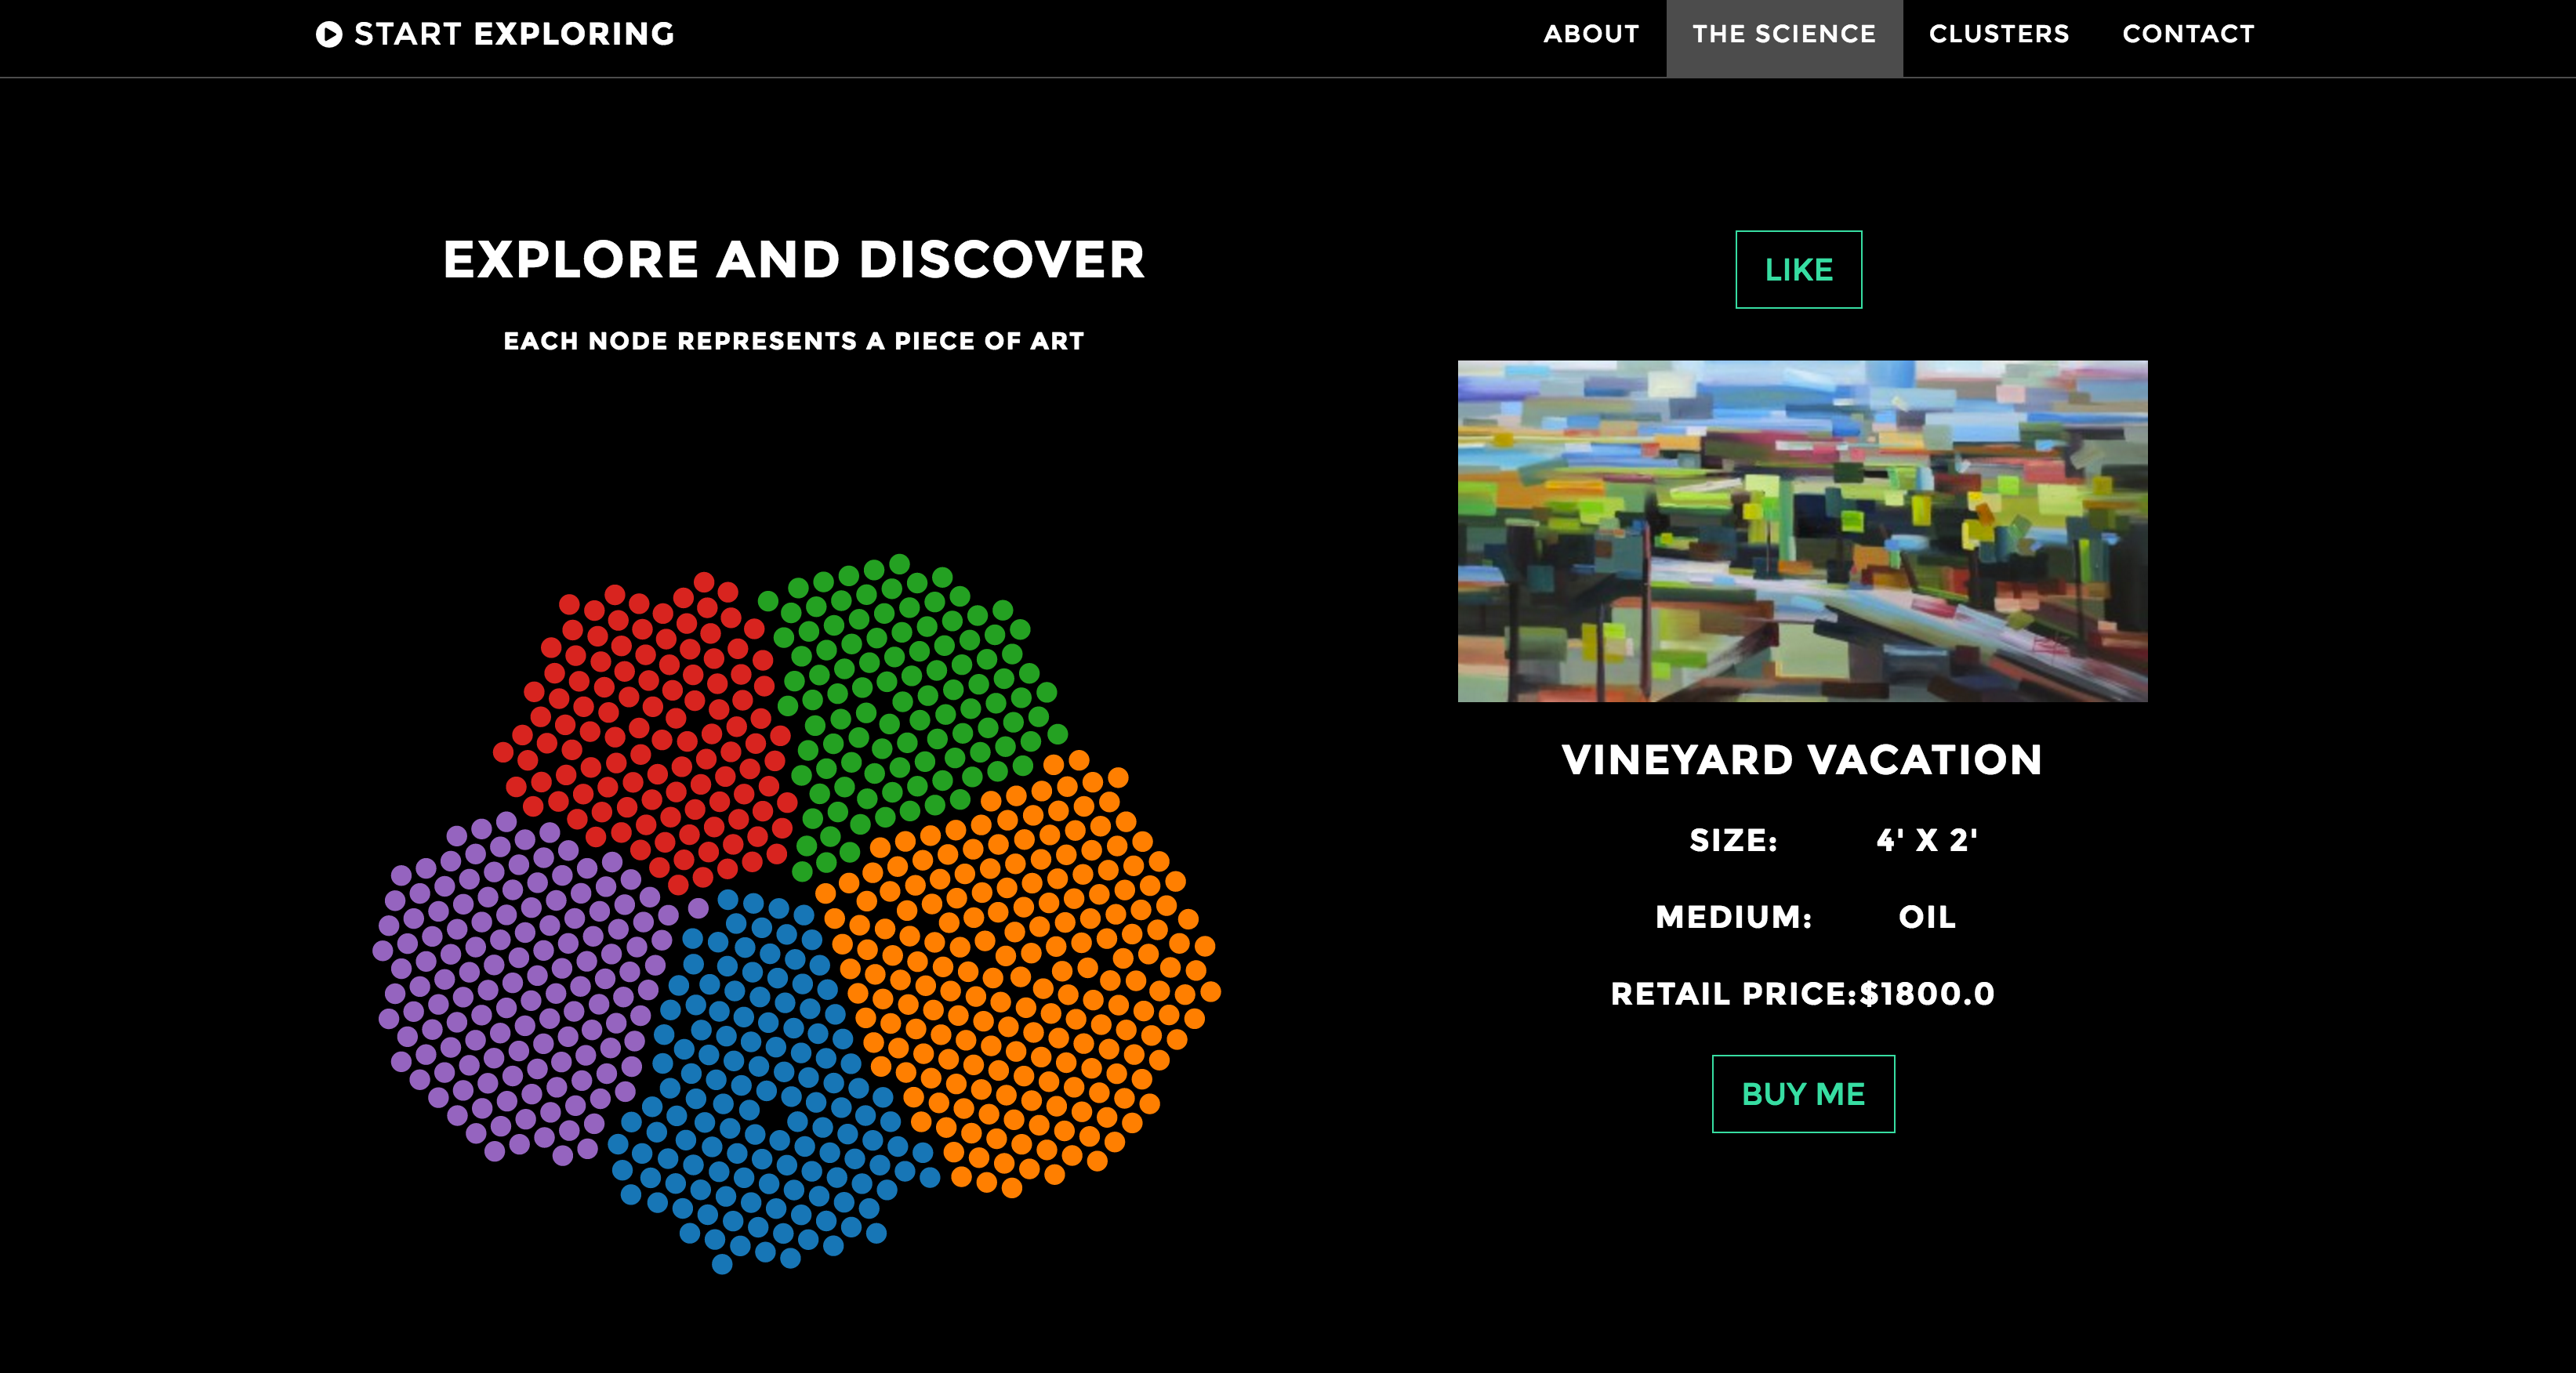 START EXPLORING
ABOUT
THE SCIENCE
CLUSTERS
CONTACT
EXPLORE AND DISCOVER
EACH NODE REPRESENTS A PIECE OF ART
LIKE
VINEYARD VACATION
SIZE: 4' X 2'
MEDIUM: OIL
RETAIL PRICE:$1800.0
BUY ME